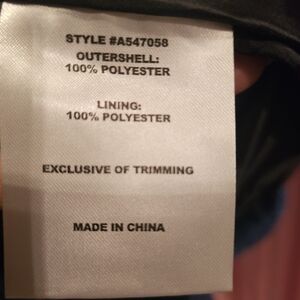 STYLE #A547058
OUTERSHELL:
100% POLYESTER
LINING:
100% POLYESTER
EXCLUSIVE OF TRIMMING
MADE IN CHINA